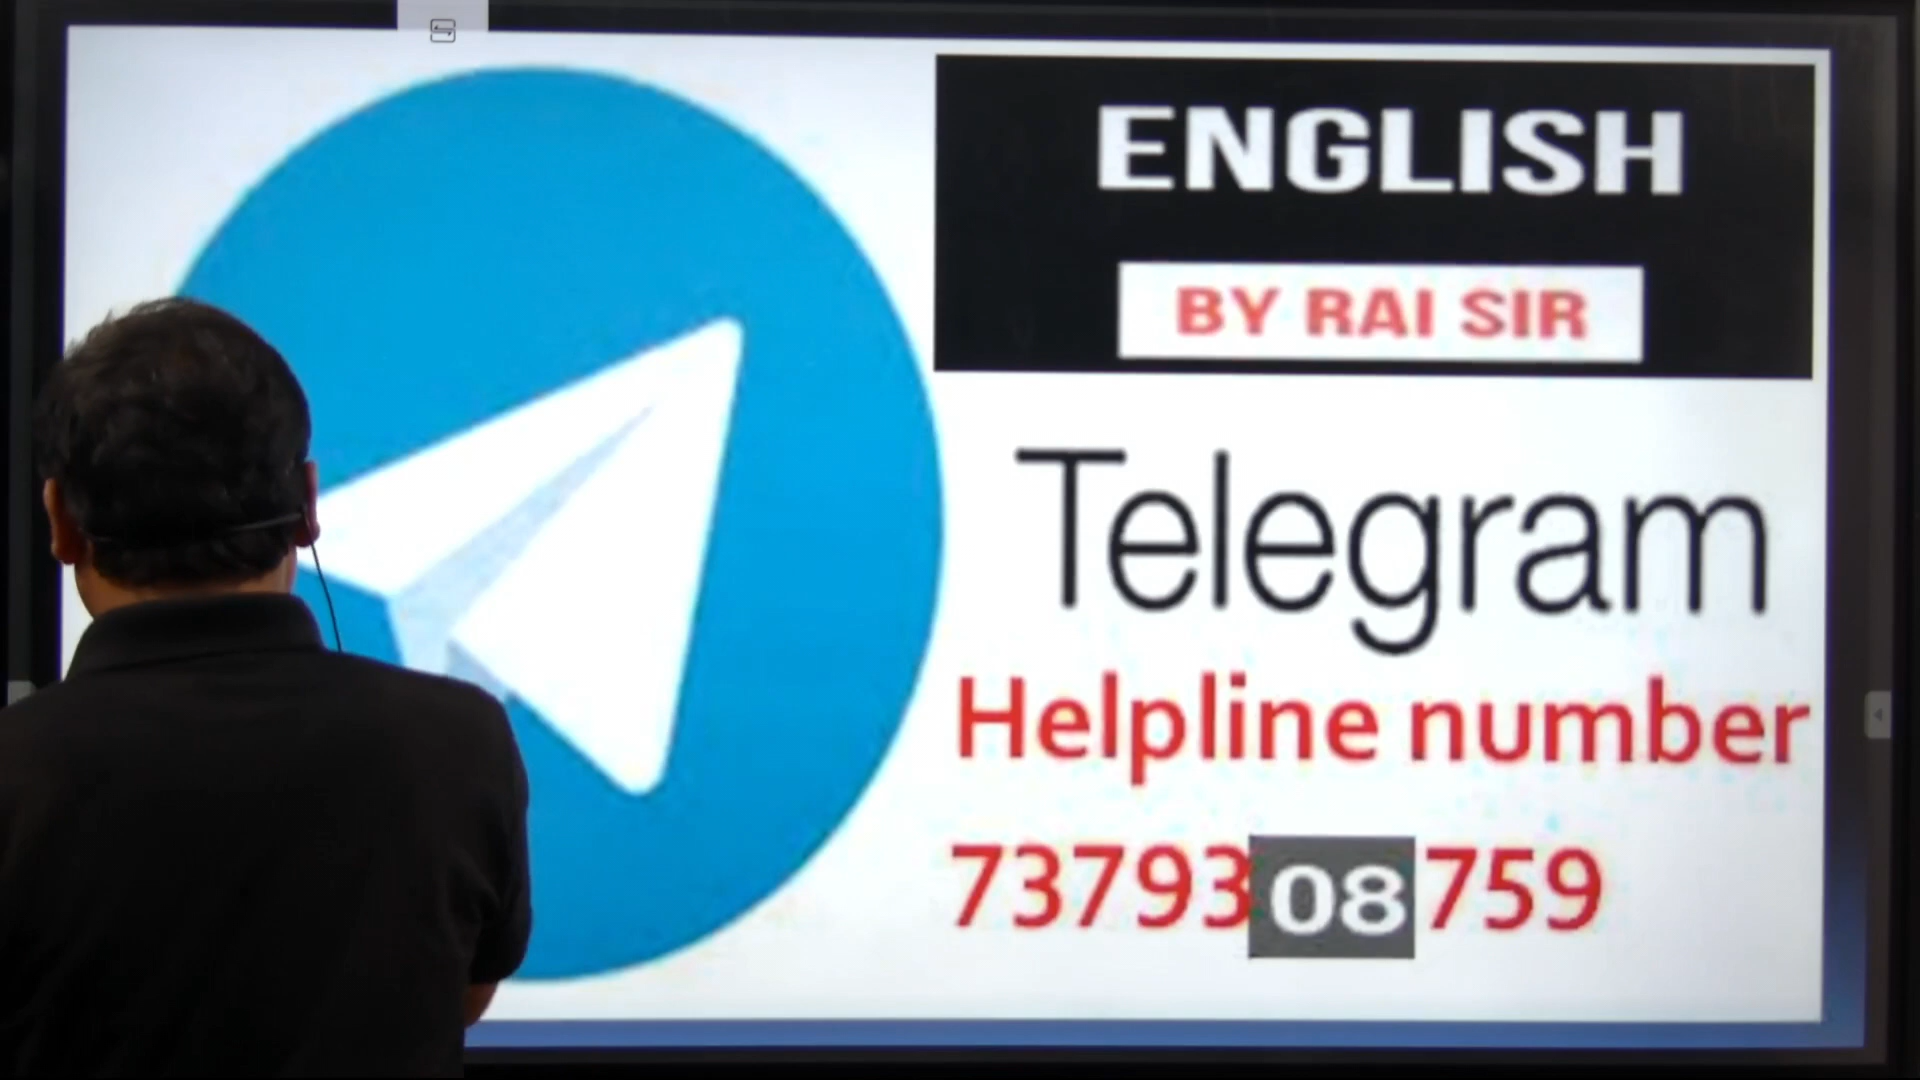 ENGLISH
BY RAI SIR
Telegram
Helpline number
7379308759